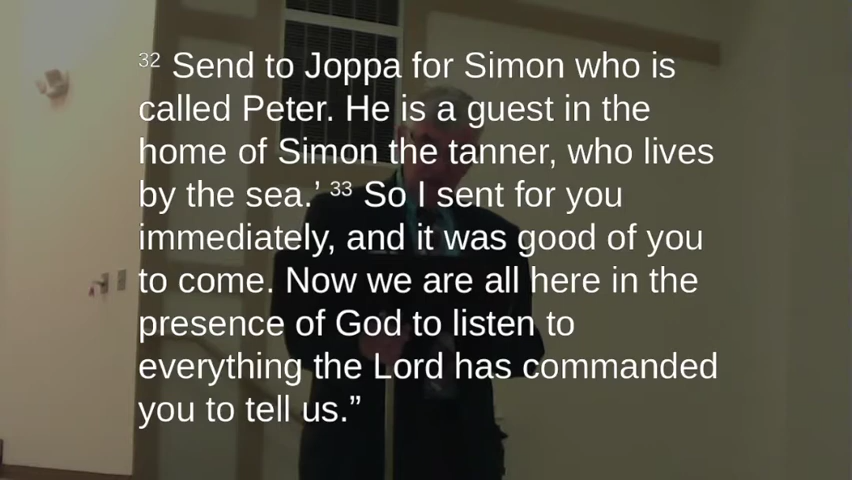 32 Send to Joppa for Simon who is
called Peter. He is a guest in the
home of Simon the tanner, who lives
by the sea.’ 33 So I sent for you
immediately, and it was good of you
to come. Now we are all here in the
presence of God to listen to
everything the Lord has commanded
you to tell us.”